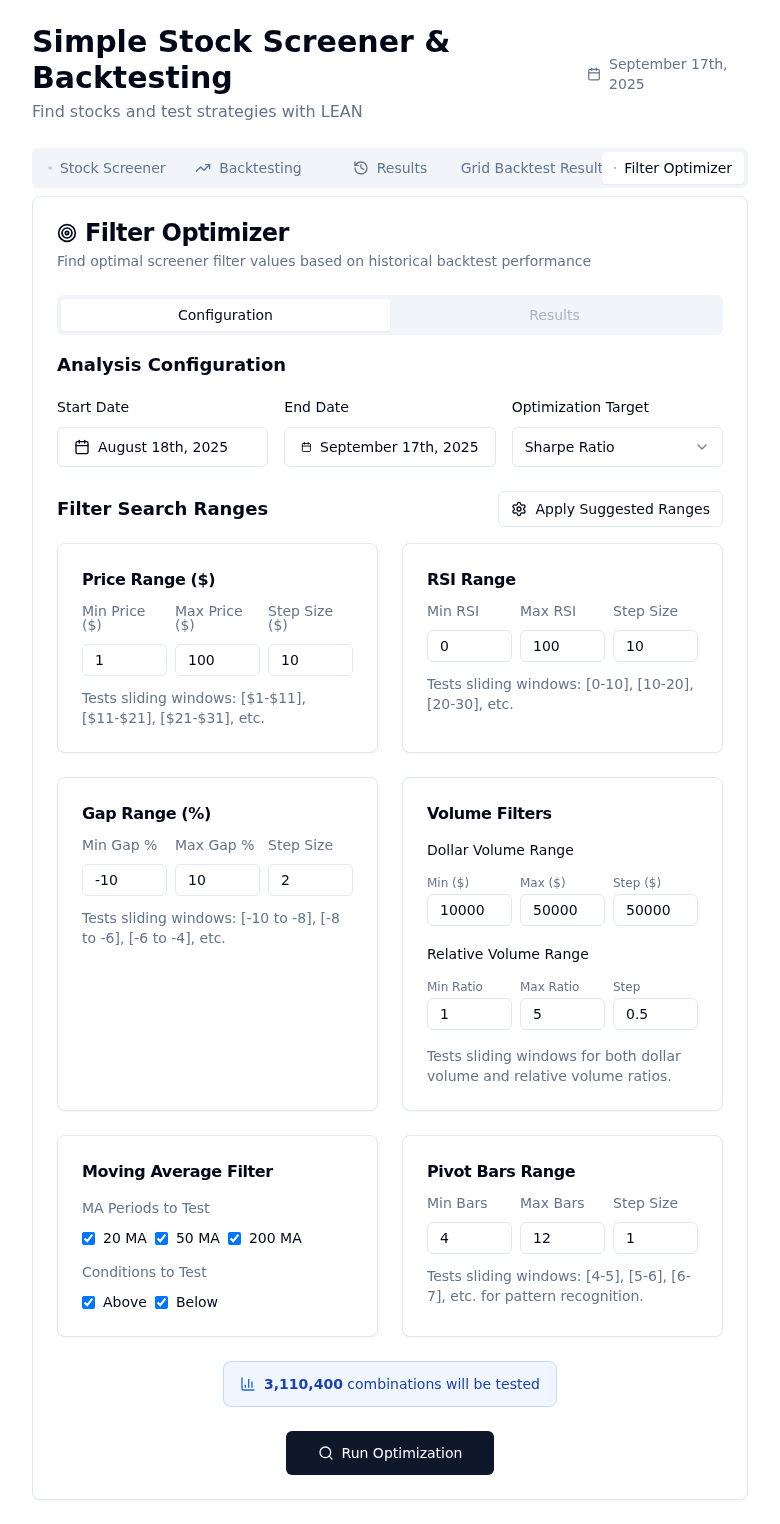 Simple Stock Screener &
Backtesting
September 17th,
2025
Find stocks and test strategies with LEAN
Stock Screener
Backtesting
Results
Grid Backtest Result
Filter Optimizer
Filter Optimizer
Find optimal screener filter values based on historical backtest performance
Configuration
Results
Analysis Configuration
Start Date
End Date
Optimization Target
August 18th, 2025
September 17th, 2025
Sharpe Ratio
Filter Search Ranges
Apply Suggested Ranges
Price Range ($)
Min Price
($)
Max Price
($)
Step Size
($)
1
100
10
Tests sliding windows: [$1-$11],
[$11-$21], [$21-$31], etc.
RSI Range
Min RSI
Max RSI
Step Size
0
100
10
Tests sliding windows: [0-10], [10-20],
[20-30], etc.
Gap Range (%)
Min Gap %
Max Gap %
Step Size
-10
10
2
Tests sliding windows: [-10 to -8], [-8
to -6], [-6 to -4], etc.
Volume Filters
Dollar Volume Range
Min ($)
Max ($)
Step ($)
10000
50000
50000
Relative Volume Range
Min Ratio
Max Ratio
Step
1
5
0.5
Tests sliding windows for both dollar
volume and relative volume ratios.
Moving Average Filter
MA Periods to Test
20 MA
50 MA
200 MA
Conditions to Test
Above
Below
Pivot Bars Range
Min Bars
Max Bars
Step Size
4
12
1
Tests sliding windows: [4-5], [5-6], [6-
7], etc. for pattern recognition.
3,110,400 combinations will be tested
Run Optimization